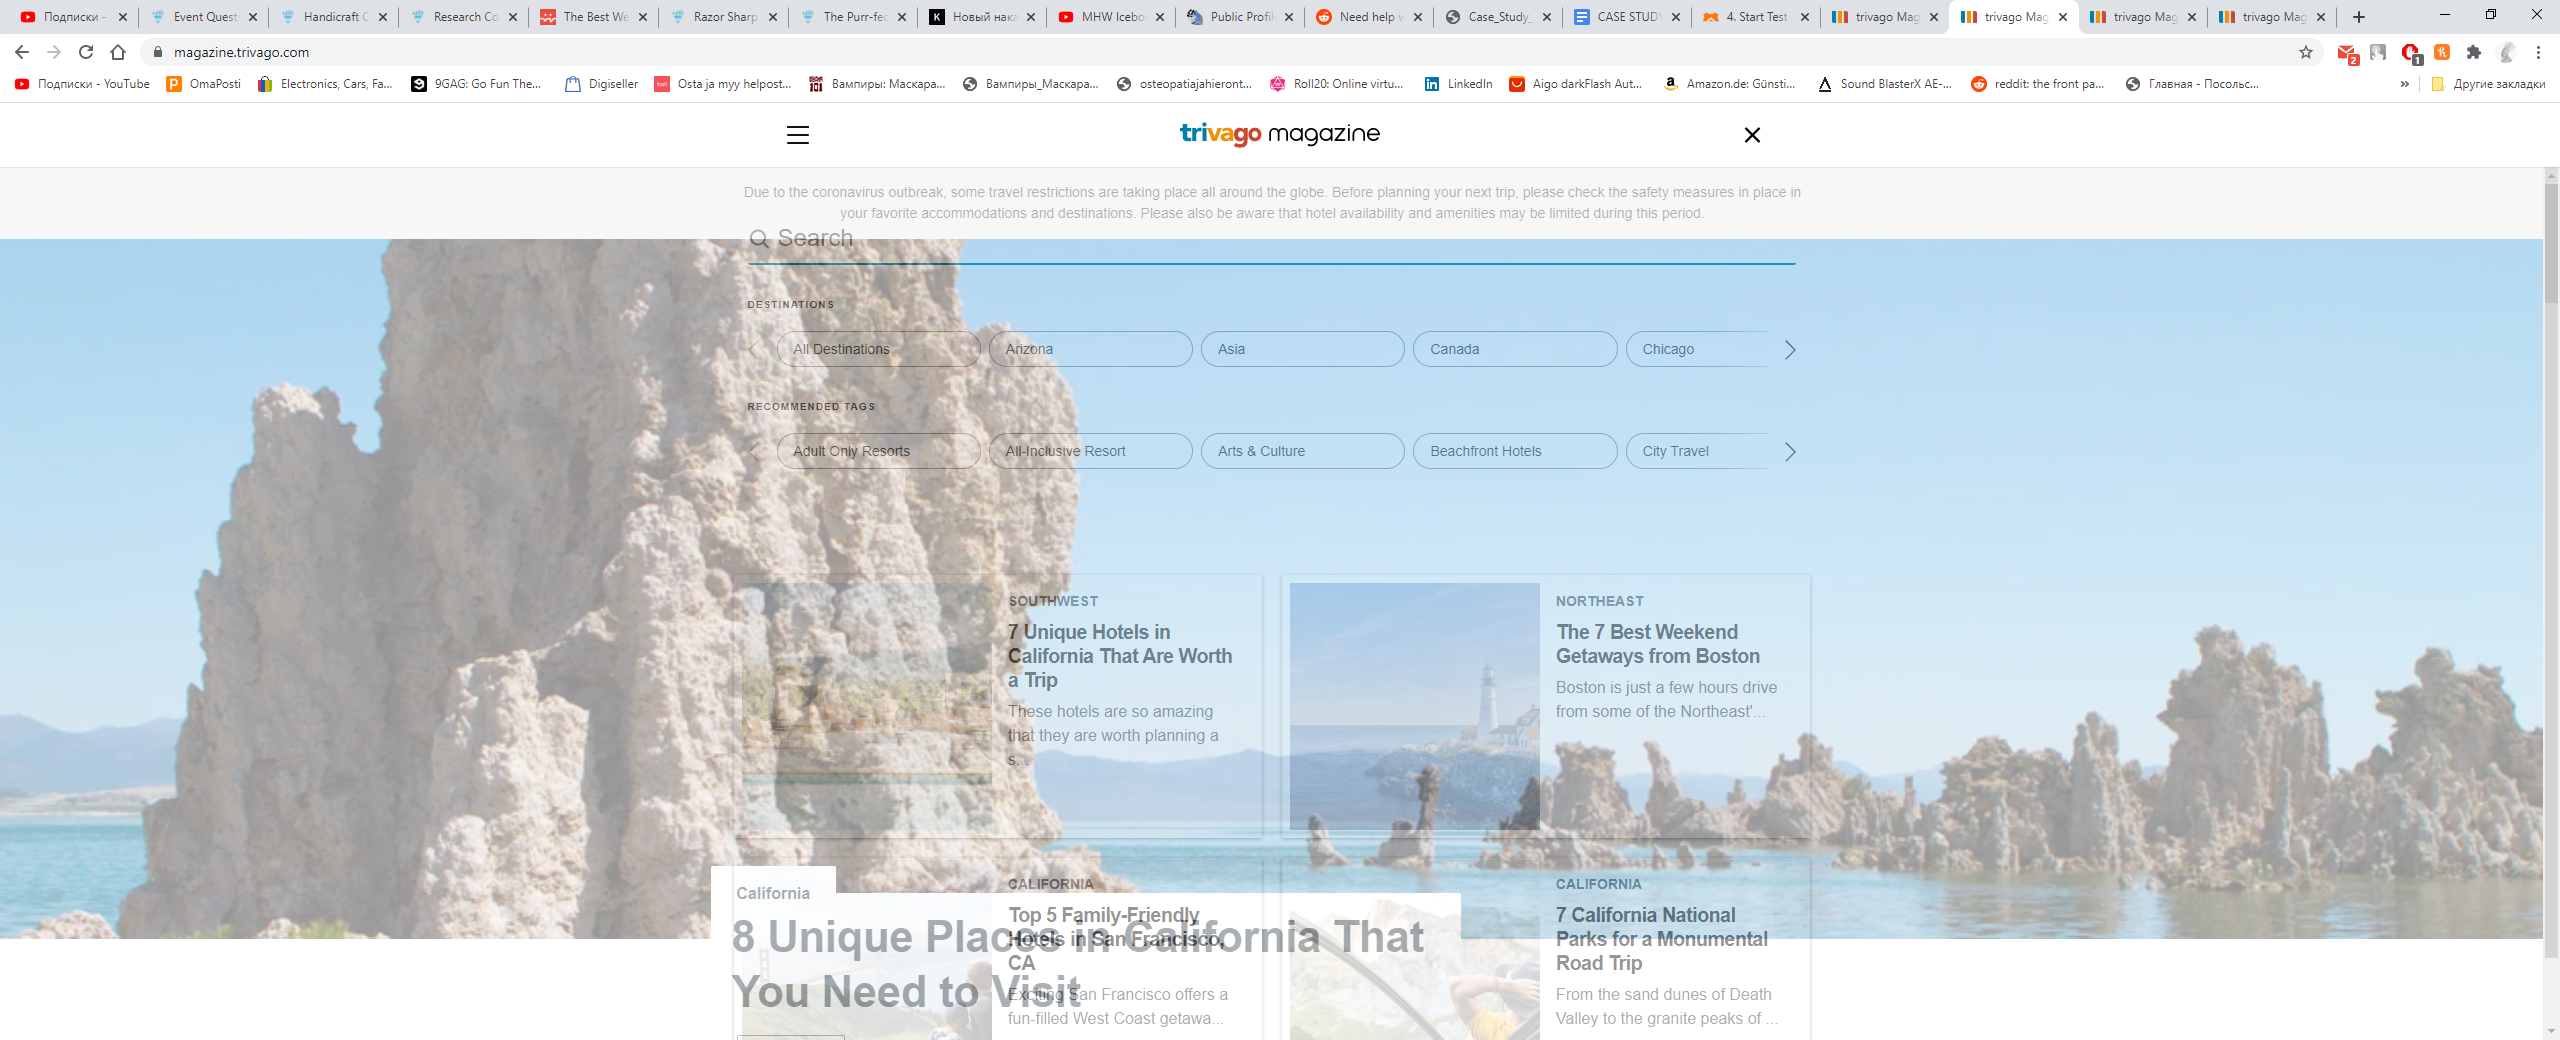 Подписки -
Event Quest
Handicraft C
Research Co
The Best We
Razor Sharp
The Purr-fec
Новый нака
MHW Icebo
Public Profil
Need help w
Case_Study_
CASE STUDY
4. Start Test
trivago Mag
trivago Mag
trivago Mag
trivago Mag
magazine.trivago.com
2
1
Подписки - YouTube
OmaPosti
Electronics, Cars, Fa...
9GAG: Go Fun The...
Digiseller
Osta ja myy helpost...
Вампиры: Маскара...
Вампиры_Маскара...
osteopatiajahieront...
Roll20: Online virtu...
LinkedIn
Aigo darkFlash Aut...
Amazon.de: Günsti...
Sound BlasterX AE-...
reddit: the front pa...
Главная - Посольс...
»
Другие закладки
trivago magazine
Due to the coronavirus outbreak, some travel restrictions are taking place all around the globe. Before planning your next trip, please check the safety measures in place in
your favorite accommodations and destinations. Please also be aware that hotel availability and amenities may be limited during this period.
Search
DESTINATIONS
All Destinations
Arizona
Asia
Canada
Chicago
RECOMMENDED TAGS
Adult Only Resorts
All-Inclusive Resort
Arts & Culture
Beachfront Hotels
City Travel
SOUTHWEST
7 Unique Hotels in
California That Are Worth
a Trip
These hotels are so amazing
that they are worth planning a
s...
NORTHEAST
The 7 Best Weekend
Getaways from Boston
Boston is just a few hours drive
from some of the Northeast'...
California
8 Unique Places in California That
You Need to Visit
CALIFORNIA
Top 5 Family-Friendly
Hotels in San Francisco,
CA
Exciting San Francisco offers a
fun-filled West Coast getawa...
CALIFORNIA
7 California National
Parks for a Monumental
Road Trip
From the sand dunes of Death
Valley to the granite peaks of ...